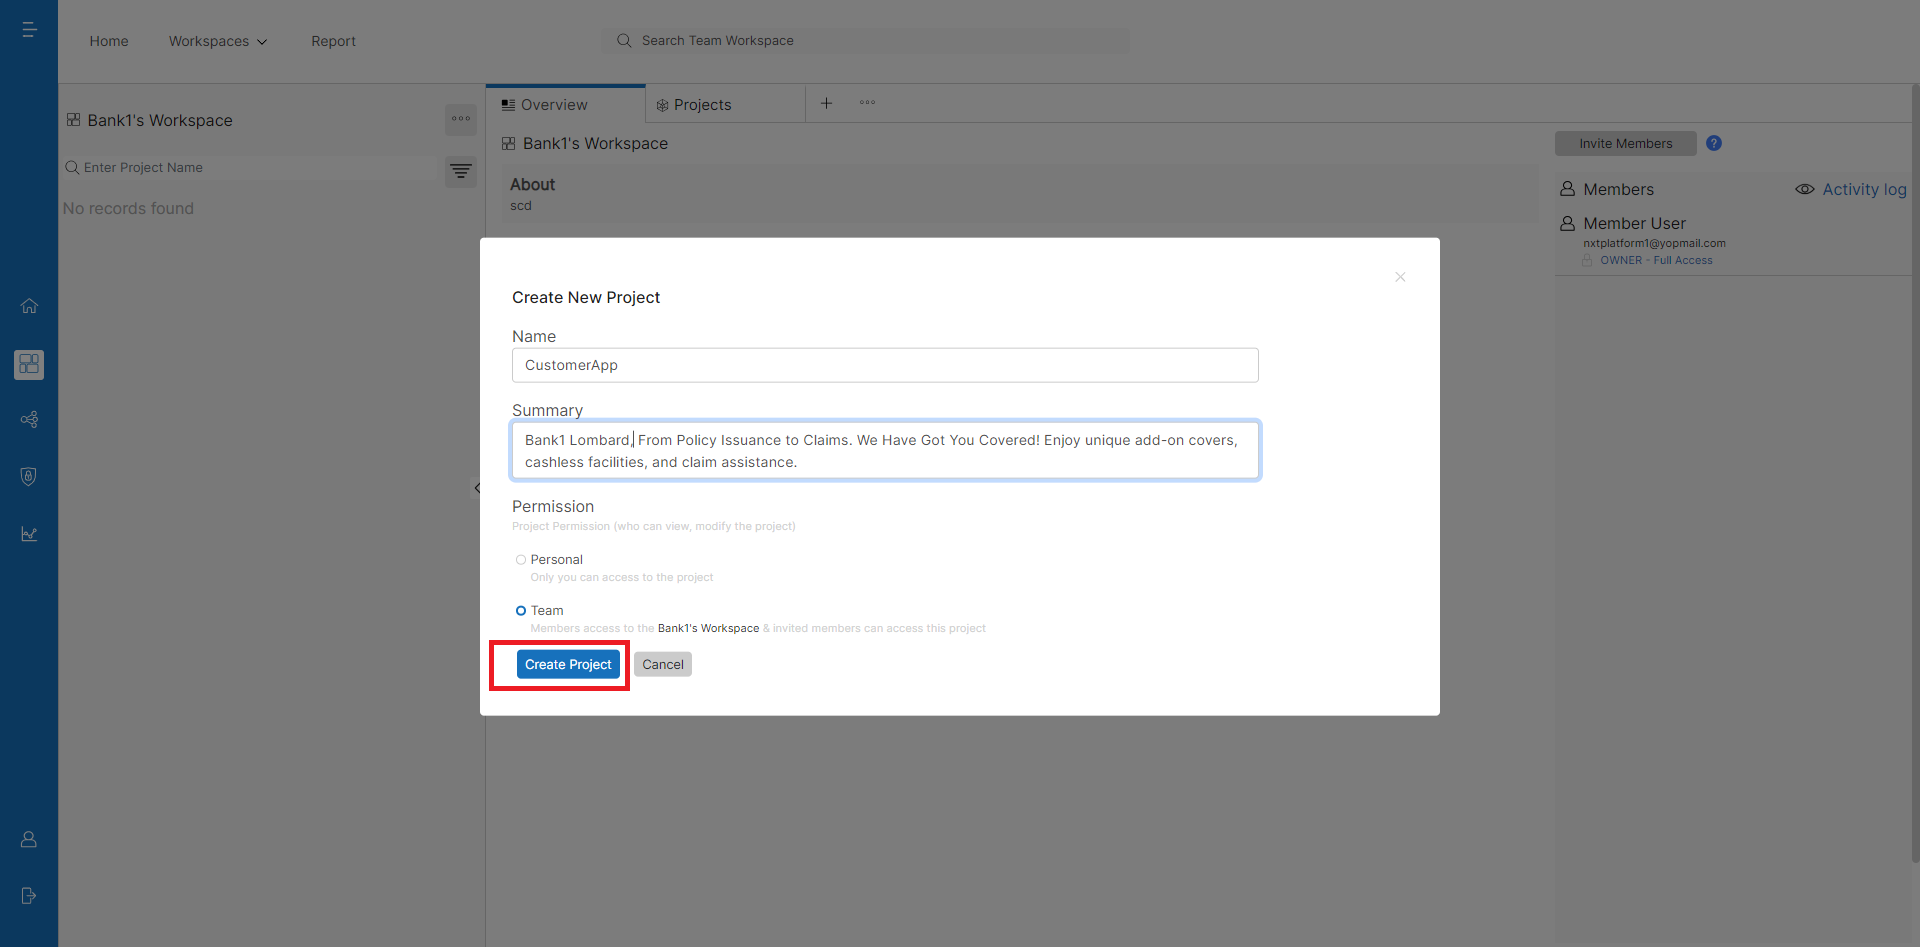 Home
Workspaces
Report
Search Team Workspace
Bank1's Workspace
Enter Project Name
No records found
Overview
Projects
Bank1's Workspace
About
scd
Invite Members
?
Members
Activity log
Member User
nxtplatform1@yopmail.com
OWNER - Full Access
Create New Project
Name
CustomerApp
Summary
Bank1 Lombard, From Policy Issuance to Claims. We Have Got You Covered! Enjoy unique add-on covers,
cashless facilities, and claim assistance.
Permission
Project Permission (who can view, modify the project)
Personal
Only you can access to the project
Team
Members access to the Bank1's Workspace & invited members can access this project
Create Project
Cancel